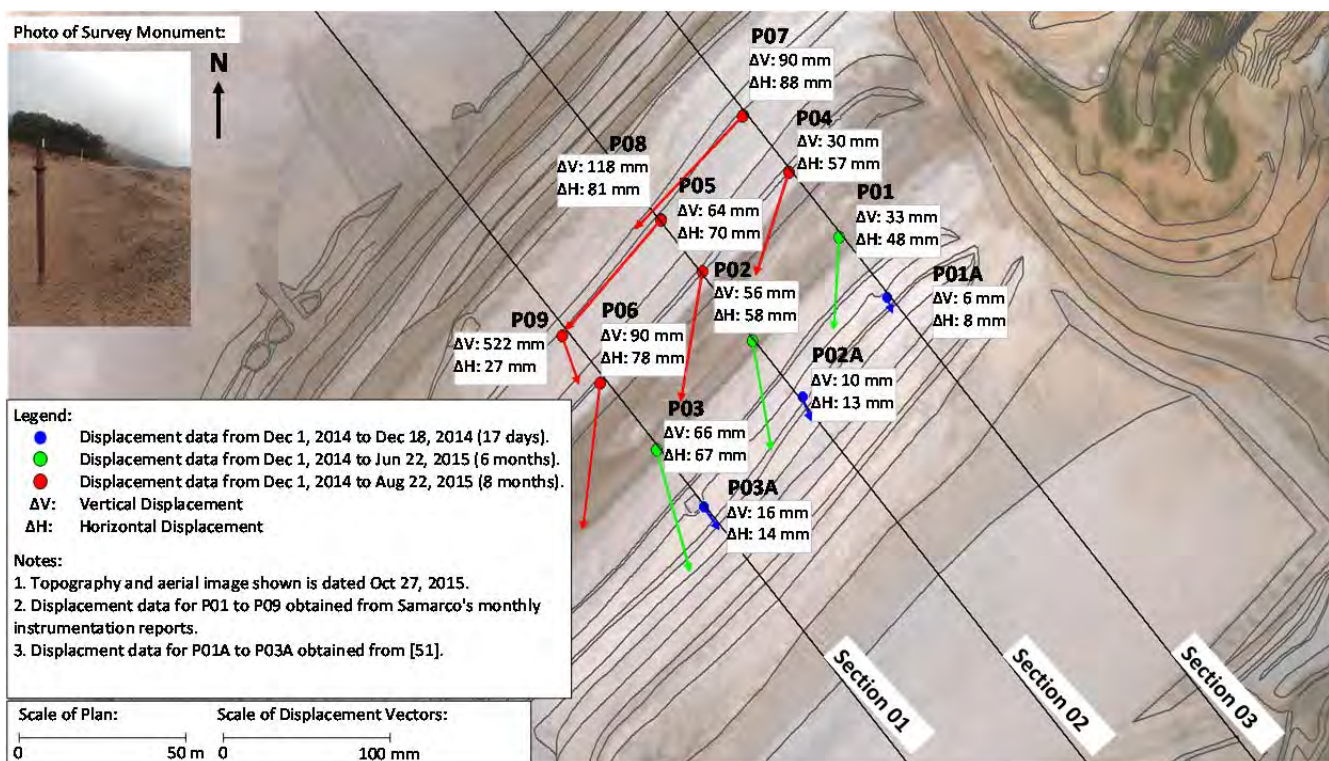 Photo of Survey Monument:
N
P07
ΔV: 90 mm
ΔH: 88 mm
P04
ΔV: 30 mm
ΔH: 57 mm
P08
ΔV: 118 mm
ΔH: 81 mm
P05
ΔV: 64 mm
ΔH: 70 mm
P01
ΔV: 33 mm
ΔH: 48 mm
P02
ΔV: 56 mm
ΔH: 58 mm
P01A
ΔV: 6 mm
ΔH: 8 mm
P09
ΔV: 522 mm
ΔH: 27 mm
P06
ΔV: 90 mm
ΔH: 78 mm
P02A
ΔV: 10 mm
ΔH: 13 mm
P03
ΔV: 66 mm
ΔH: 67 mm
P03A
ΔV: 16 mm
ΔH: 14 mm
Section 01
Section 02
Section 03
Legend:
Displacement data from Dec 1, 2014 to Dec 18, 2014 (17 days).
Displacement data from Dec 1, 2014 to Jun 22, 2015 (6 months).
Displacement data from Dec 1, 2014 to Aug 22, 2015 (8 months).
ΔV: Vertical Displacement
ΔH: Horizontal Displacement
Notes:
1. Topography and aerial image shown is dated Oct 27, 2015.
2. Displacement data for P01 to P09 obtained from Samarco's monthly
instrumentation reports.
3. Displacment data for P01A to P03A obtained from [51].
Scale of Plan:
0 50 m
Scale of Displacement Vectors:
0 100 mm